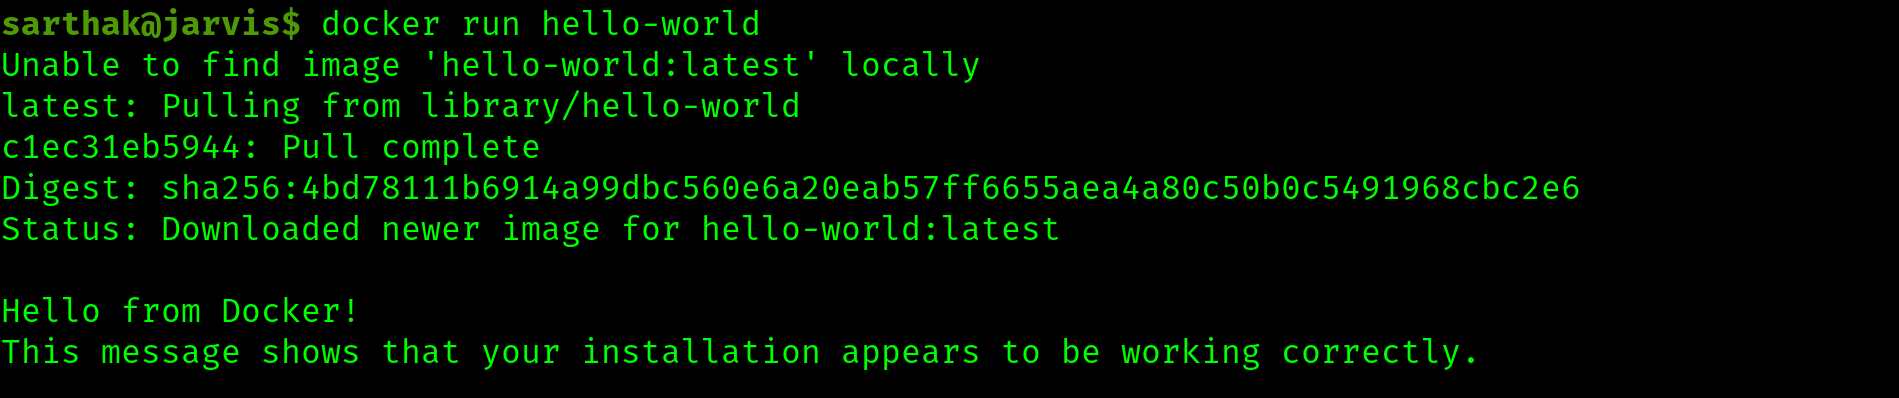 sarthak@jarvis$ docker run hello-world
Unable to find image 'hello-world:latest' locally
latest: Pulling from library/hello-world
c1ec31eb5944: Pull complete
Digest: sha256:4bd78111b6914a99dbc560e6a20eab57ff6655aea4a80c50b0c5491968cbc2e6
Status: Downloaded newer image for hello-world:latest

Hello from Docker!
This message shows that your installation appears to be working correctly.